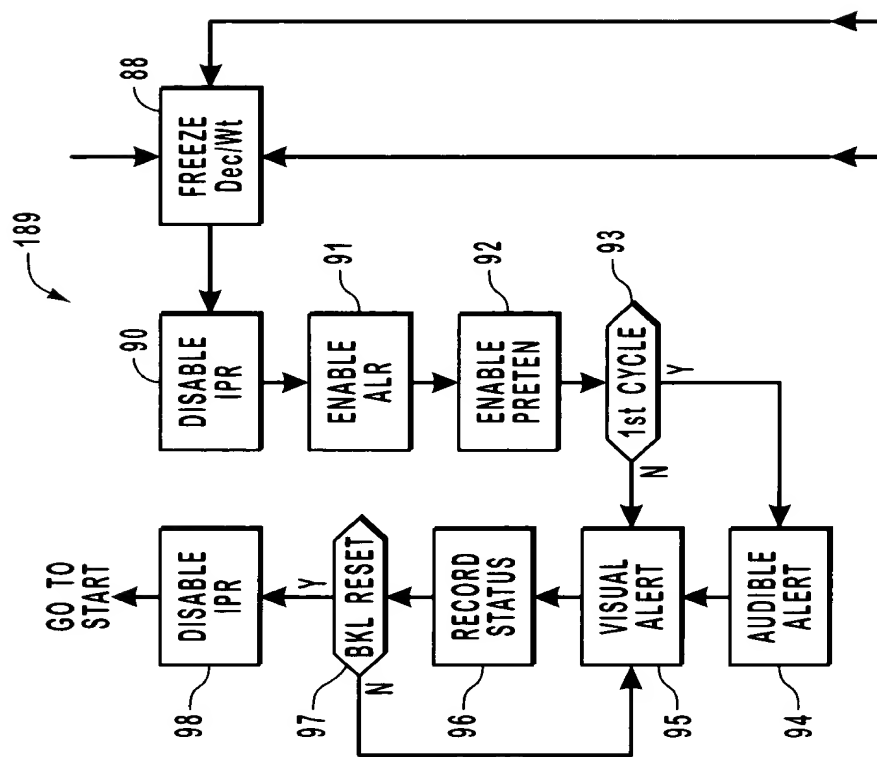 189
88
FREEZE
Dec/Wt
90
DISABLE
IPR
91
ENABLE
ALR
92
ENABLE
PRETEN
93
1st CYCLE
Y
N
GO TO
START
98
DISABLE
IPR
Y
97
BKL RESET
N
96
RECORD
STATUS
95
VISUAL
ALERT
94
AUDIBLE
ALERT